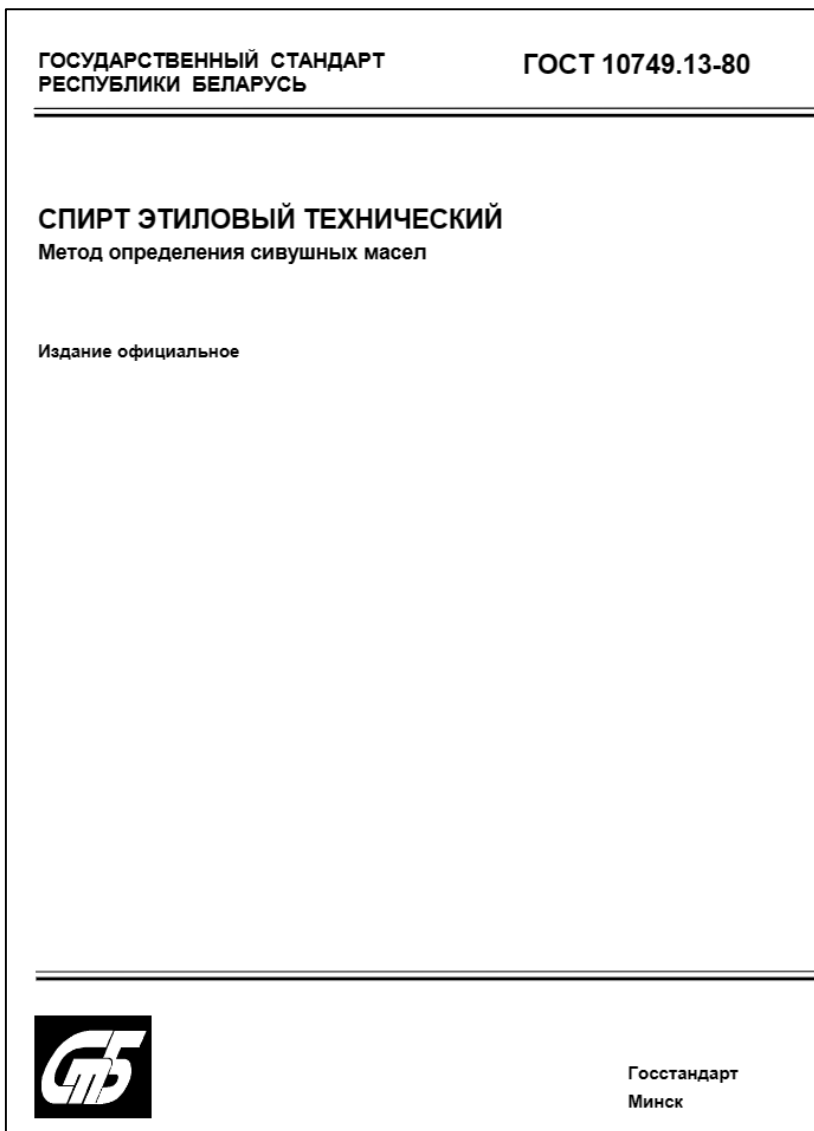 ГОСУДАРСТВЕННЫЙ СТАНДАРТ
РЕСПУБЛИКИ БЕЛАРУСЬ
ГОСТ 10749.13-80
СПИРТ ЭТИЛОВЫЙ ТЕХНИЧЕСКИЙ
Метод определения сивушных масел
Издание официальное
СтБ
Госстандарт
Минск